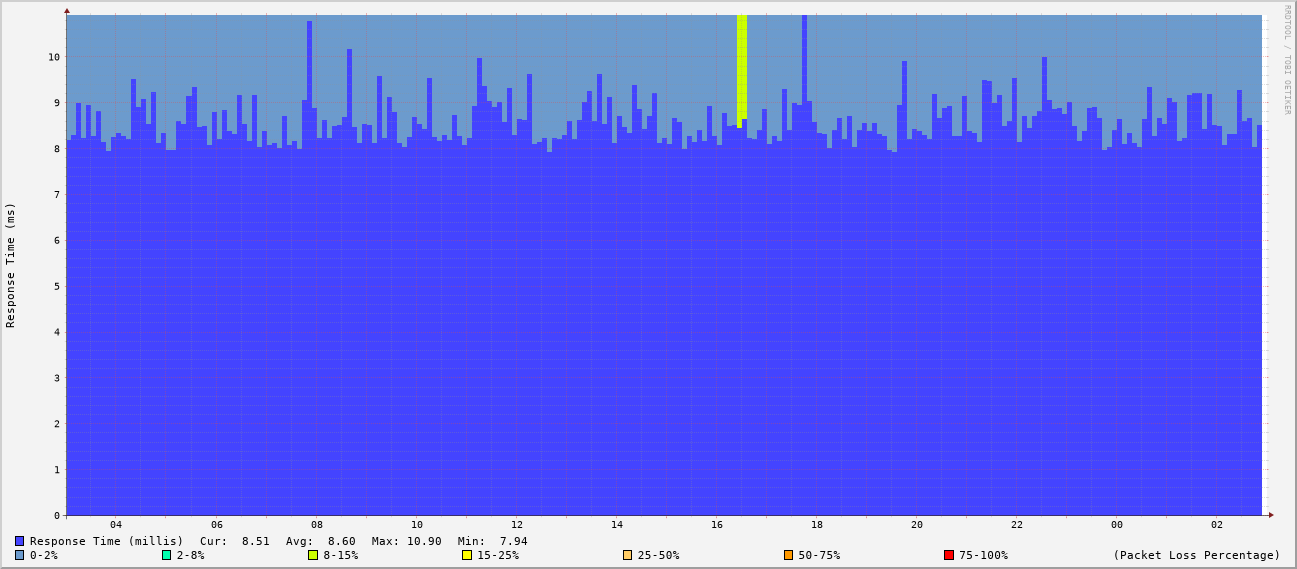 RRDTOOL / TOBI OETIKER
Response Time (ms)
10
9
8
7
6
5
4
3
2
1
0
04 06 08 10 12 14 16 18 20 22 00 02
Response Time (millis) Cur: 8.51 Avg: 8.60 Max: 10.90 Min: 7.94
0-2% 2-8% 8-15% 15-25% 25-50% 50-75% 75-100% (Packet Loss Percentage)